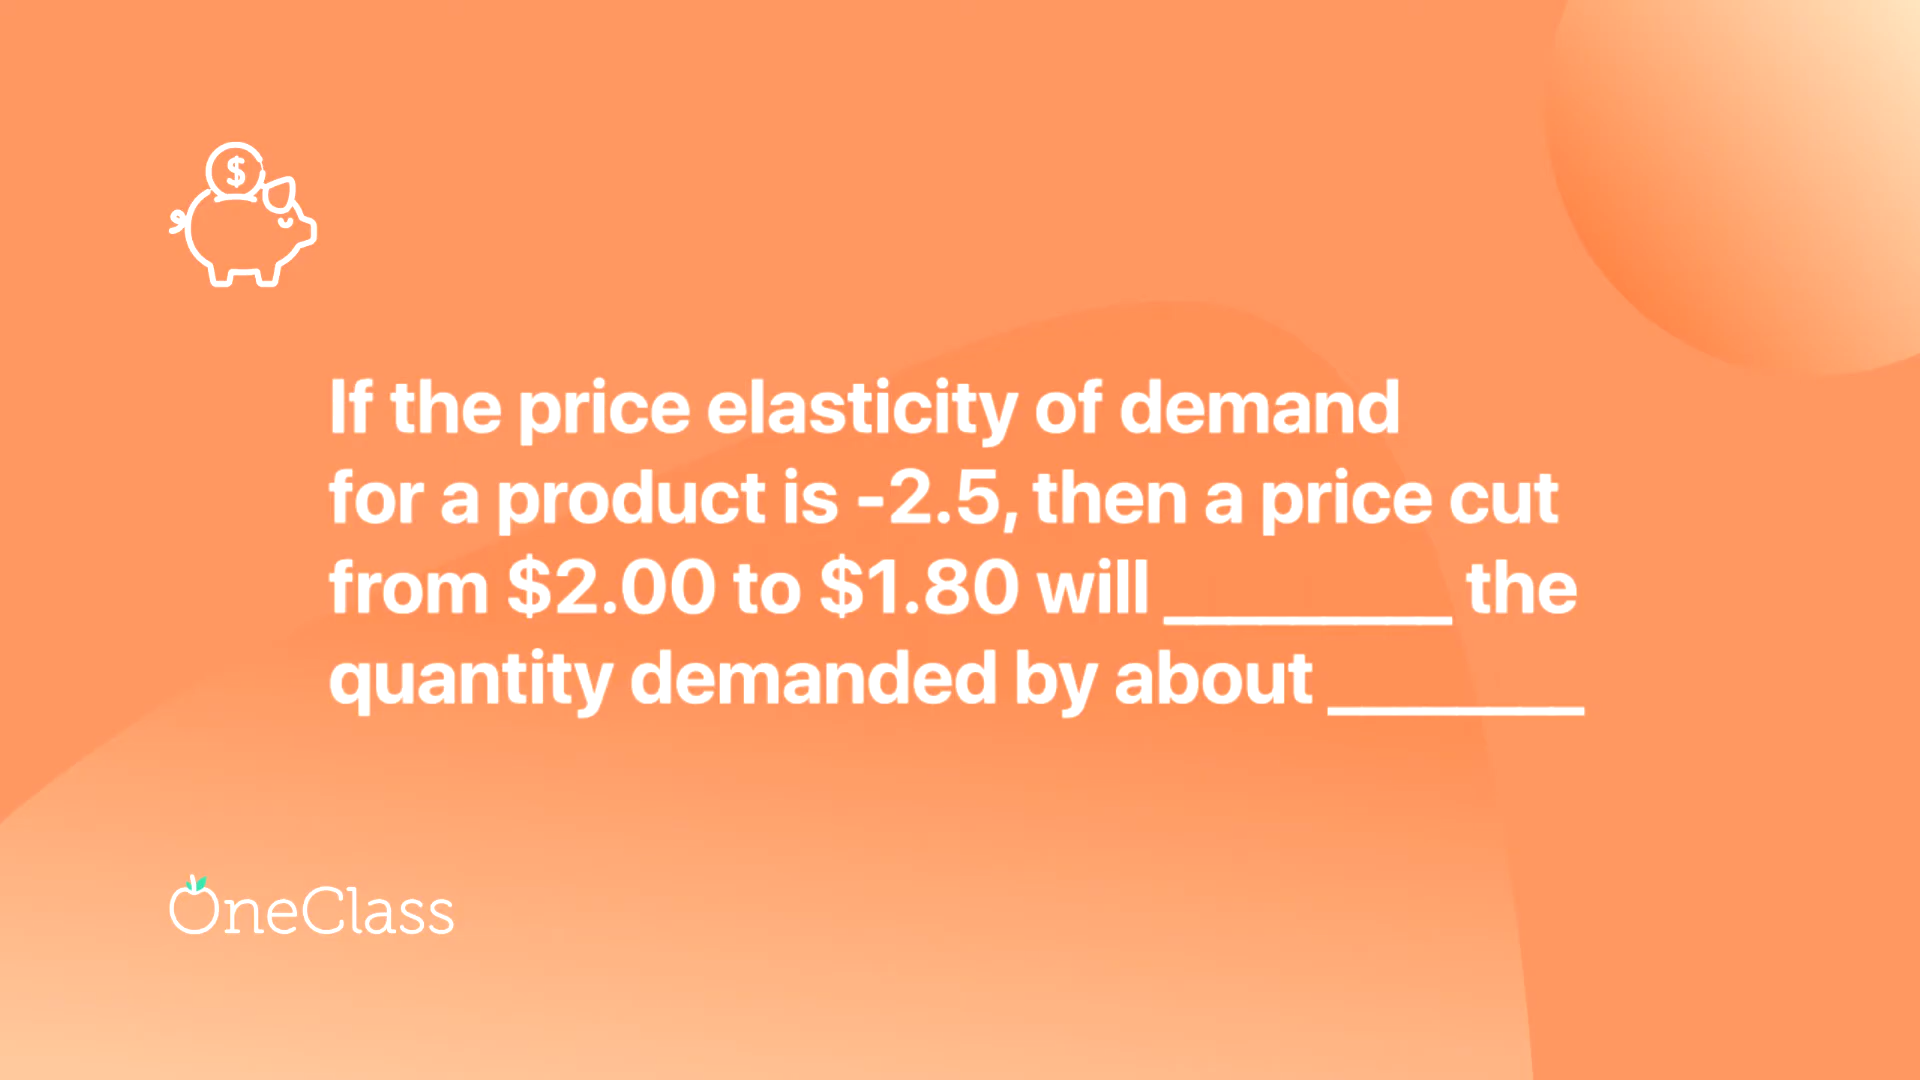 $
If the price elasticity of demand
for a product is -2.5, then a price cut
from $2.00 to $1.80 will _________ the
quantity demanded by about ________
OneClass